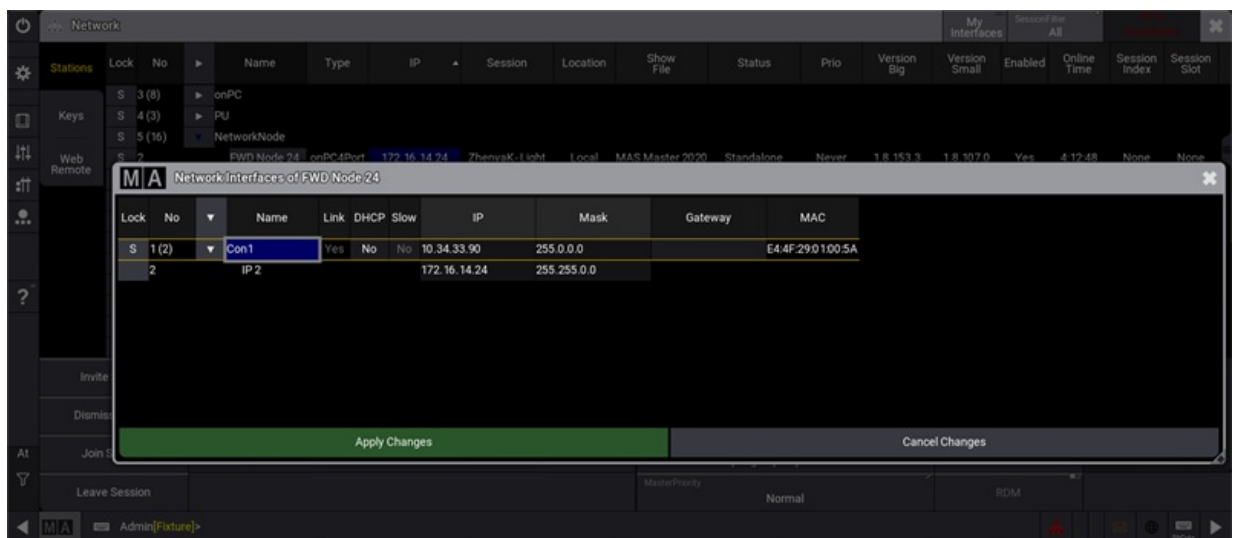 Network
My Interfaces
SessionFilter
All
Stations
Lock No Name Type IP Session Location Show File Status Prio Version Big Version Small Enabled Online Time Session Index Session Slot
S 3 (8) onPC
Keys
S 4 (3) PU
S 5 (16) NetworkNode
Web Remote
S 2 FWD Node 24 onPC4Port 172.16.14.24 ZhenyaK-Light Local MAS Master 2020 Standalone Never 1.8.153.3 1.8.107.0 Yes 4:12:48 None None
MA Network Interfaces of FWD Node 24
Lock No Name Link DHCP Slow IP Mask Gateway MAC
S 1 (2) Con1 Yes No No 10.34.33.90 255.0.0.0 E4:4F:29:01:00:5A
2 IP 2 172.16.14.24 255.255.0.0
Invite
Dismiss
Apply Changes
Cancel Changes
At
Join S
Leave Session
MasterPriority
Normal
RDM
MA Admin[Fixture]>